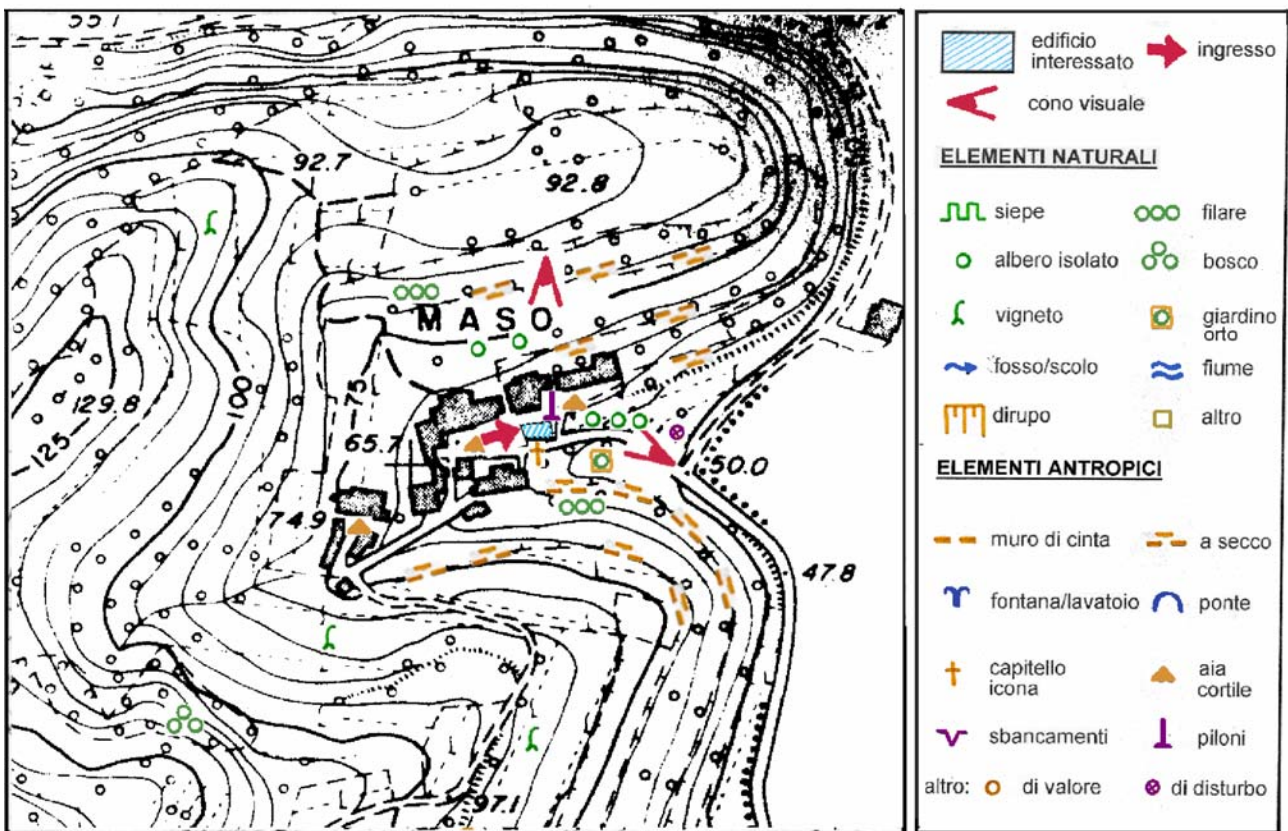 92.7
92.8
MASO
129.8
100
125
75
65.7
50.0
74.9
47.8
97.1
edificio interessato
ingresso
cono visuale
ELEMENTI NATURALI
siepe
filare
albero isolato
bosco
vigneto
giardino orto
fosso/scolo
fiume
dirupo
altro
ELEMENTI ANTROPICI
muro di cinta
a secco
fontana/lavatoio
ponte
capitello icona
aia cortile
sbancamenti
piloni
altro:
di valore
di disturbo